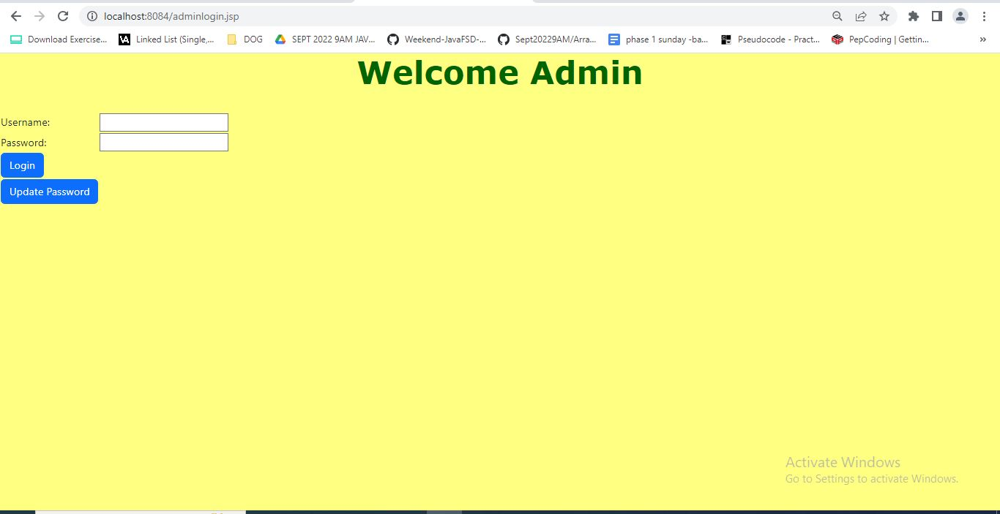 localhost:8084/adminlogin.jsp
Download Exercise... Linked List (Single,... DOG SEPT 2022 9AM JAV... Weekend-JavaFSD-... Sept20229AM/Arra... phase 1 sunday -ba... Pseudocode - Pract... PepCoding | Gettin... »
Welcome Admin
Username:
Password:
Login
Update Password
Activate Windows
Go to Settings to activate Windows.